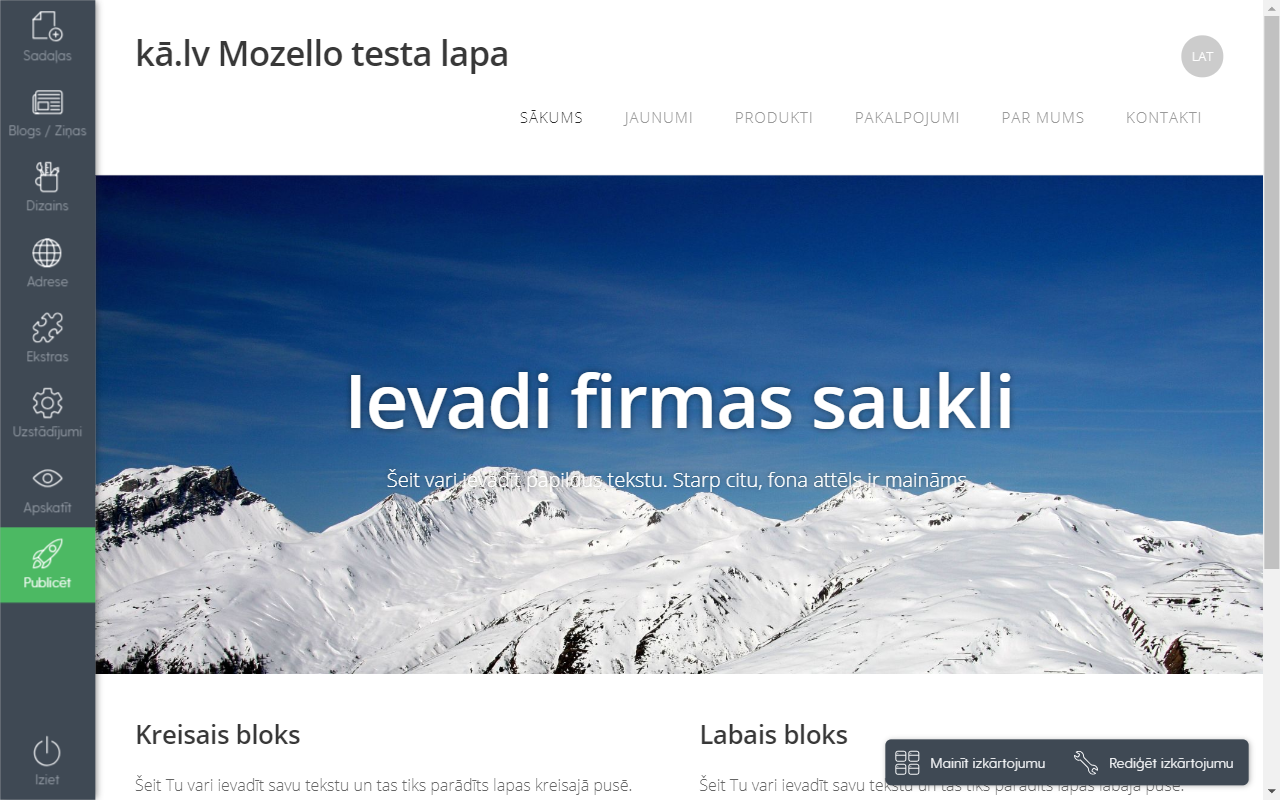 Sadaļas
Blogs / Ziņas
Dizains
Adrese
Ekstras
Uzstādījumi
Apskatīt
Publicēt
Iziet
kā.lv Mozello testa lapa
LAT
SĀKUMS JAUNUMI PRODUKTI PAKALPOJUMI PAR MUMS KONTAKTI
Ievadi firmas saukli
Šeit vari ievadīt papildus tekstu. Starp citu, fona attēls ir maināms.
Kreisais bloks
Šeit Tu vari ievadīt savu tekstu un tas tiks parādīts lapas kreisajā pusē.
Labais bloks
Šeit Tu vari ievadīt savu tekstu un tas tiks parādīts lapas labajā pusē.
Mainīt izkārtojumu Rediģēt izkārtojumu